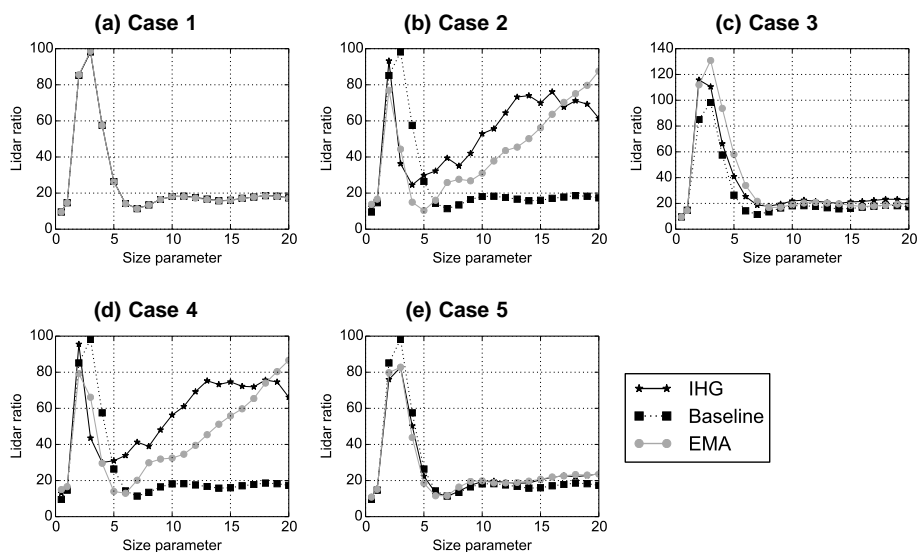 (a) Case 1
Lidar ratio
100
80
60
40
20
0
0 5 10 15 20
Size parameter
(b) Case 2
Lidar ratio
100
80
60
40
20
0
0 5 10 15 20
Size parameter
(c) Case 3
Lidar ratio
140
120
100
80
60
40
20
0
0 5 10 15 20
Size parameter
(d) Case 4
Lidar ratio
100
80
60
40
20
0
0 5 10 15 20
Size parameter
(e) Case 5
Lidar ratio
100
80
60
40
20
0
0 5 10 15 20
Size parameter
IHG
Baseline
EMA